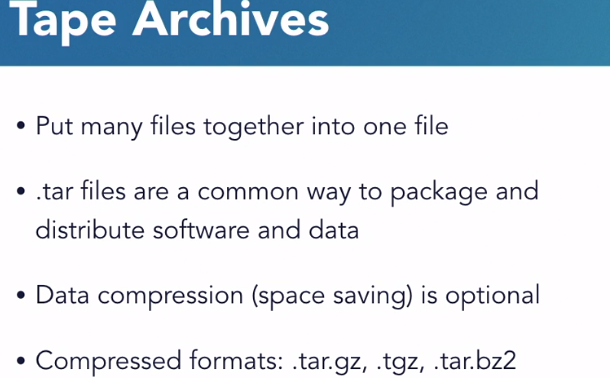 Tape Archives
• Put many files together into one file
• .tar files are a common way to package and
distribute software and data
• Data compression (space saving) is optional
• Compressed formats: .tar.gz, .tgz, .tar.bz2